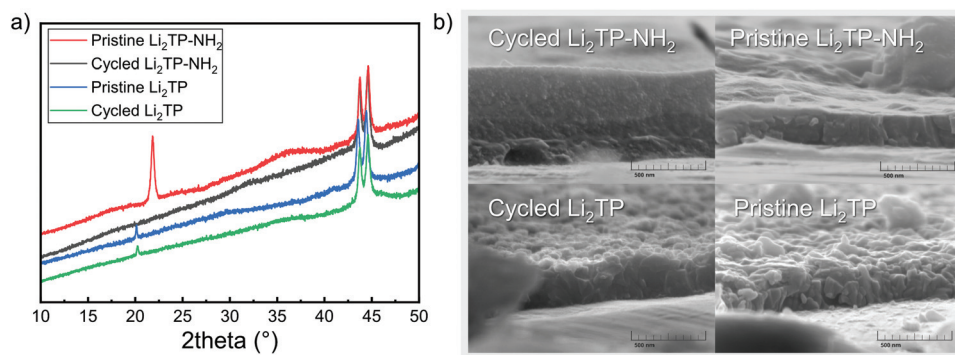 a)
Pristine Li₂TP-NH₂
Cycled Li₂TP-NH₂
Pristine Li₂TP
Cycled Li₂TP
10 15 20 25 30 35 40 45 50
2theta (°)
b)
Cycled Li₂TP-NH₂
Pristine Li₂TP-NH₂
500 nm
500 nm
Cycled Li₂TP
Pristine Li₂TP
500 nm
500 nm